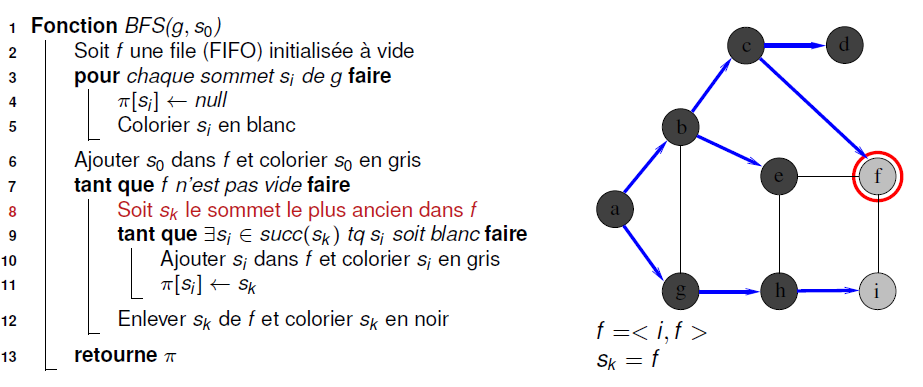 1 Fonction BFS(g, s₀)
2 Soit f une file (FIFO) initialisée à vide
3 pour chaque sommet sᵢ de g faire
4 π[sᵢ] ← null
5 Colorier sᵢ en blanc
6 Ajouter s₀ dans f et colorier s₀ en gris
7 tant que f n'est pas vide faire
8 Soit sₖ le sommet le plus ancien dans f
9 tant que ∃sᵢ ∈ succ(sₖ) tq sᵢ soit blanc faire
10 Ajouter sᵢ dans f et colorier sᵢ en gris
11 π[sᵢ] ← sₖ
12 Enlever sₖ de f et colorier sₖ en noir
13 retourne π
c d
b
e f
a
g h i
f =< i, f >
sₖ = f